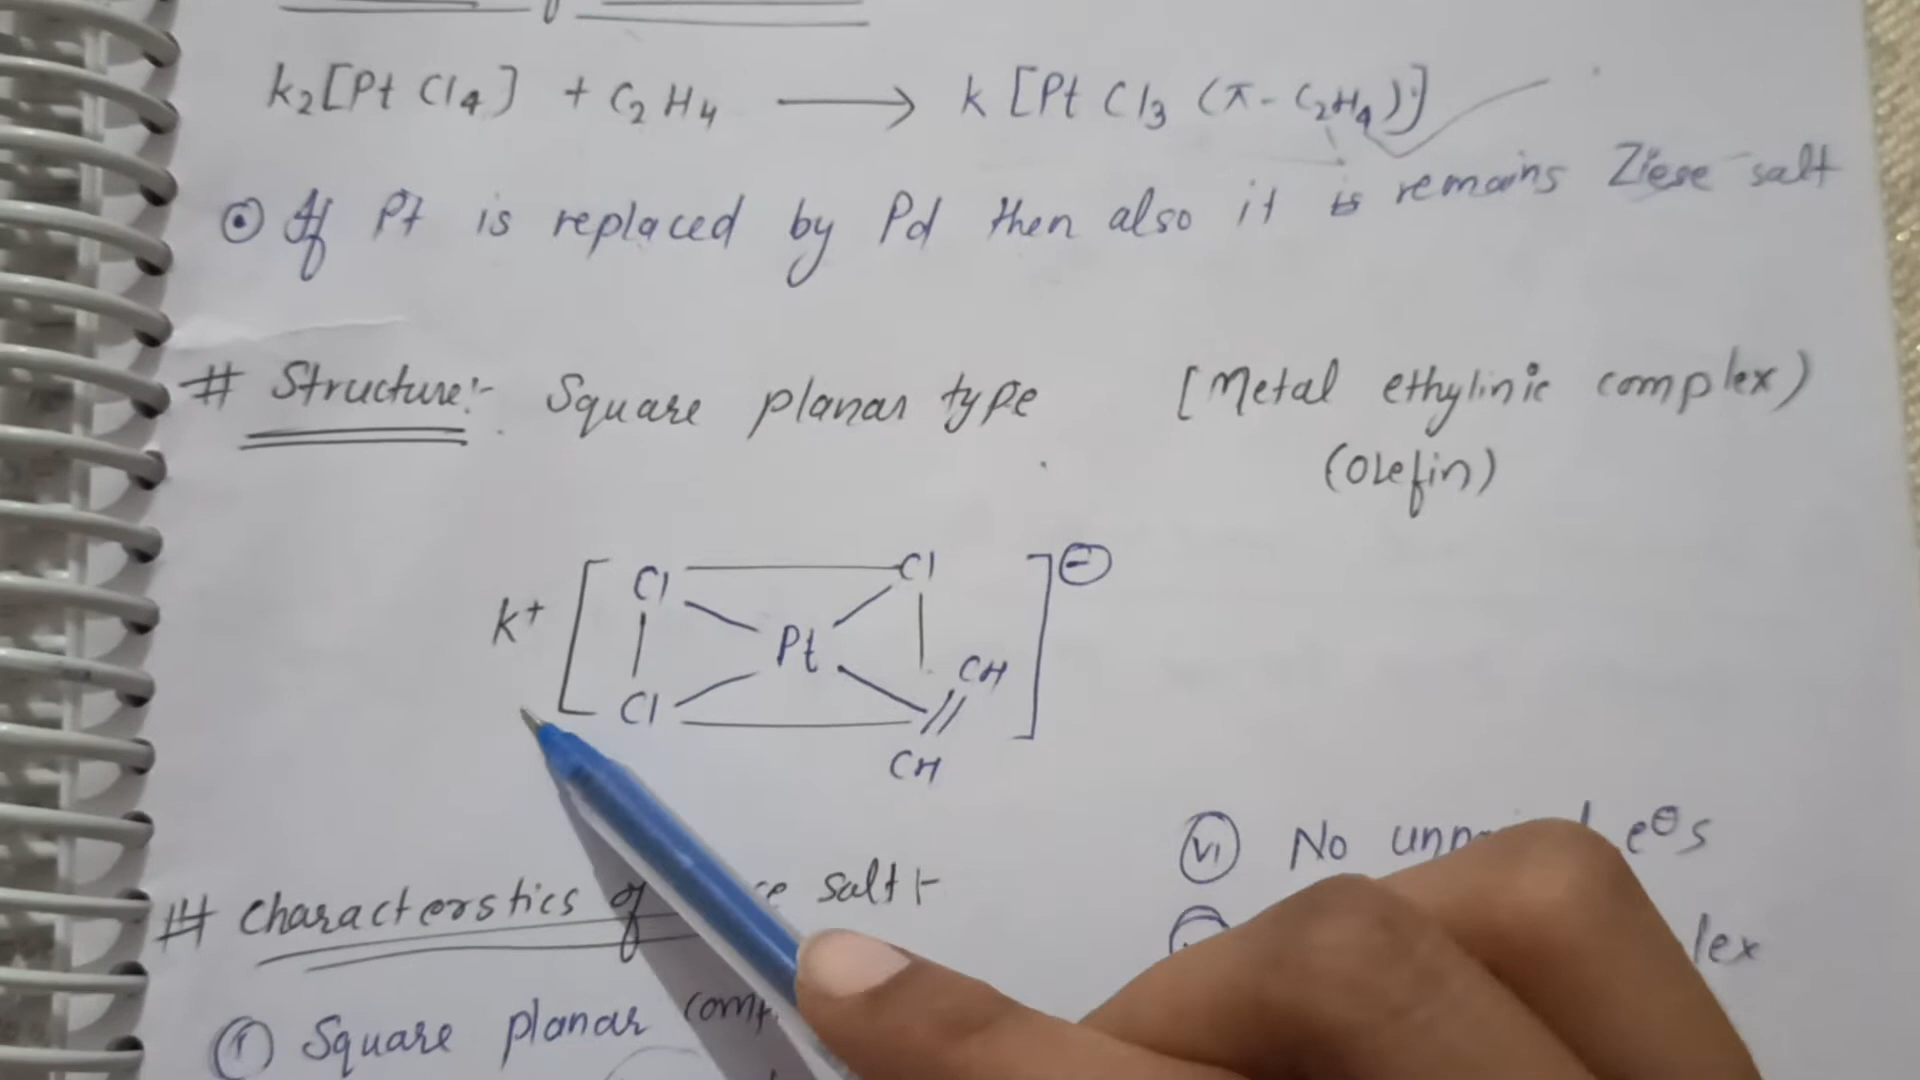 k₂[Pt Cl₄] + C₂H₄ ⟶ k [Pt Cl₃ (π - C₂H₄)]
⊙ If Pt is replaced by Pd then also it remains Ziese salt
# Structure:- Square planar type [Metal ethylinic complex)
(olefin)
Cl Cl ⊖
k⁺ Pt
CH
Cl
CH
(vi) No e⊖s
# Characterstics of salt :-
(i) Square planar